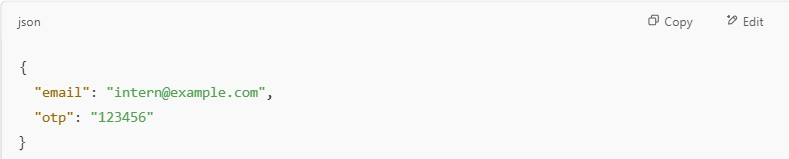 json
Copy
Edit
{
"email": "intern@example.com",
"otp": "123456"
}